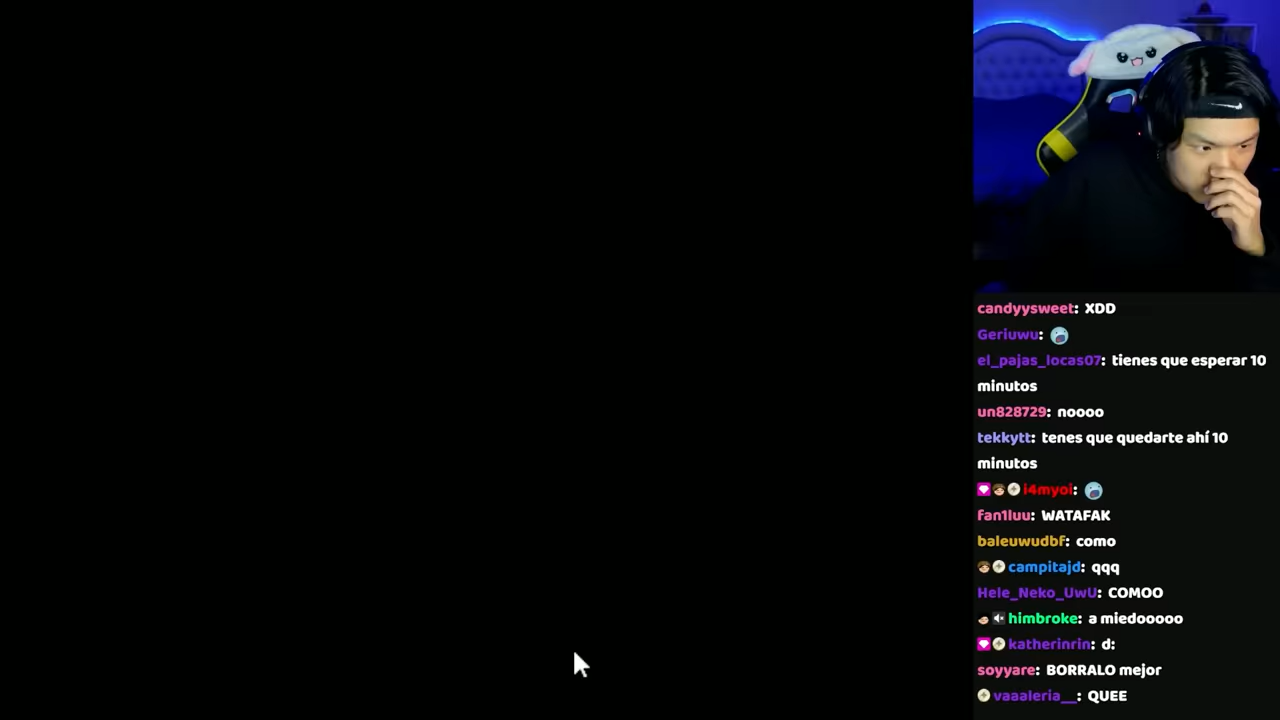 candyysweet: XDD
Geriuwu:
el_pajas_locas07: tienes que esperar 10
minutos
un828729: noooo
tekkytt: tenes que quedarte ahí 10
minutos
i4myoi:
fan1luu: WATAFAK
baleuwudbf: como
campitajd: qqq
Hele_Neko_UwU: COMOO
himbroke: a miedooooo
katherinrin: d:
soyyare: BORRALO mejor
vaaaleria__: QUEE